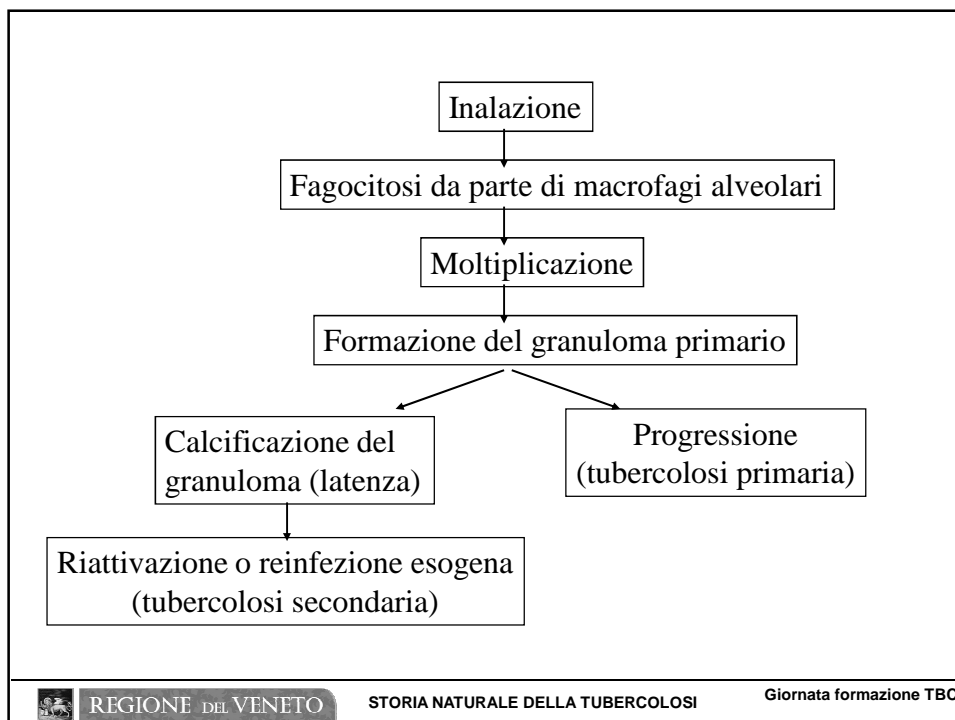 Inalazione
Fagocitosi da parte di macrofagi alveolari
Moltiplicazione
Formazione del granuloma primario
Calcificazione del
granuloma (latenza)
Progressione
(tubercolosi primaria)
Riattivazione o reinfezione esogena
(tubercolosi secondaria)
REGIONE DEL VENETO
STORIA NATURALE DELLA TUBERCOLOSI
Giornata formazione TBC